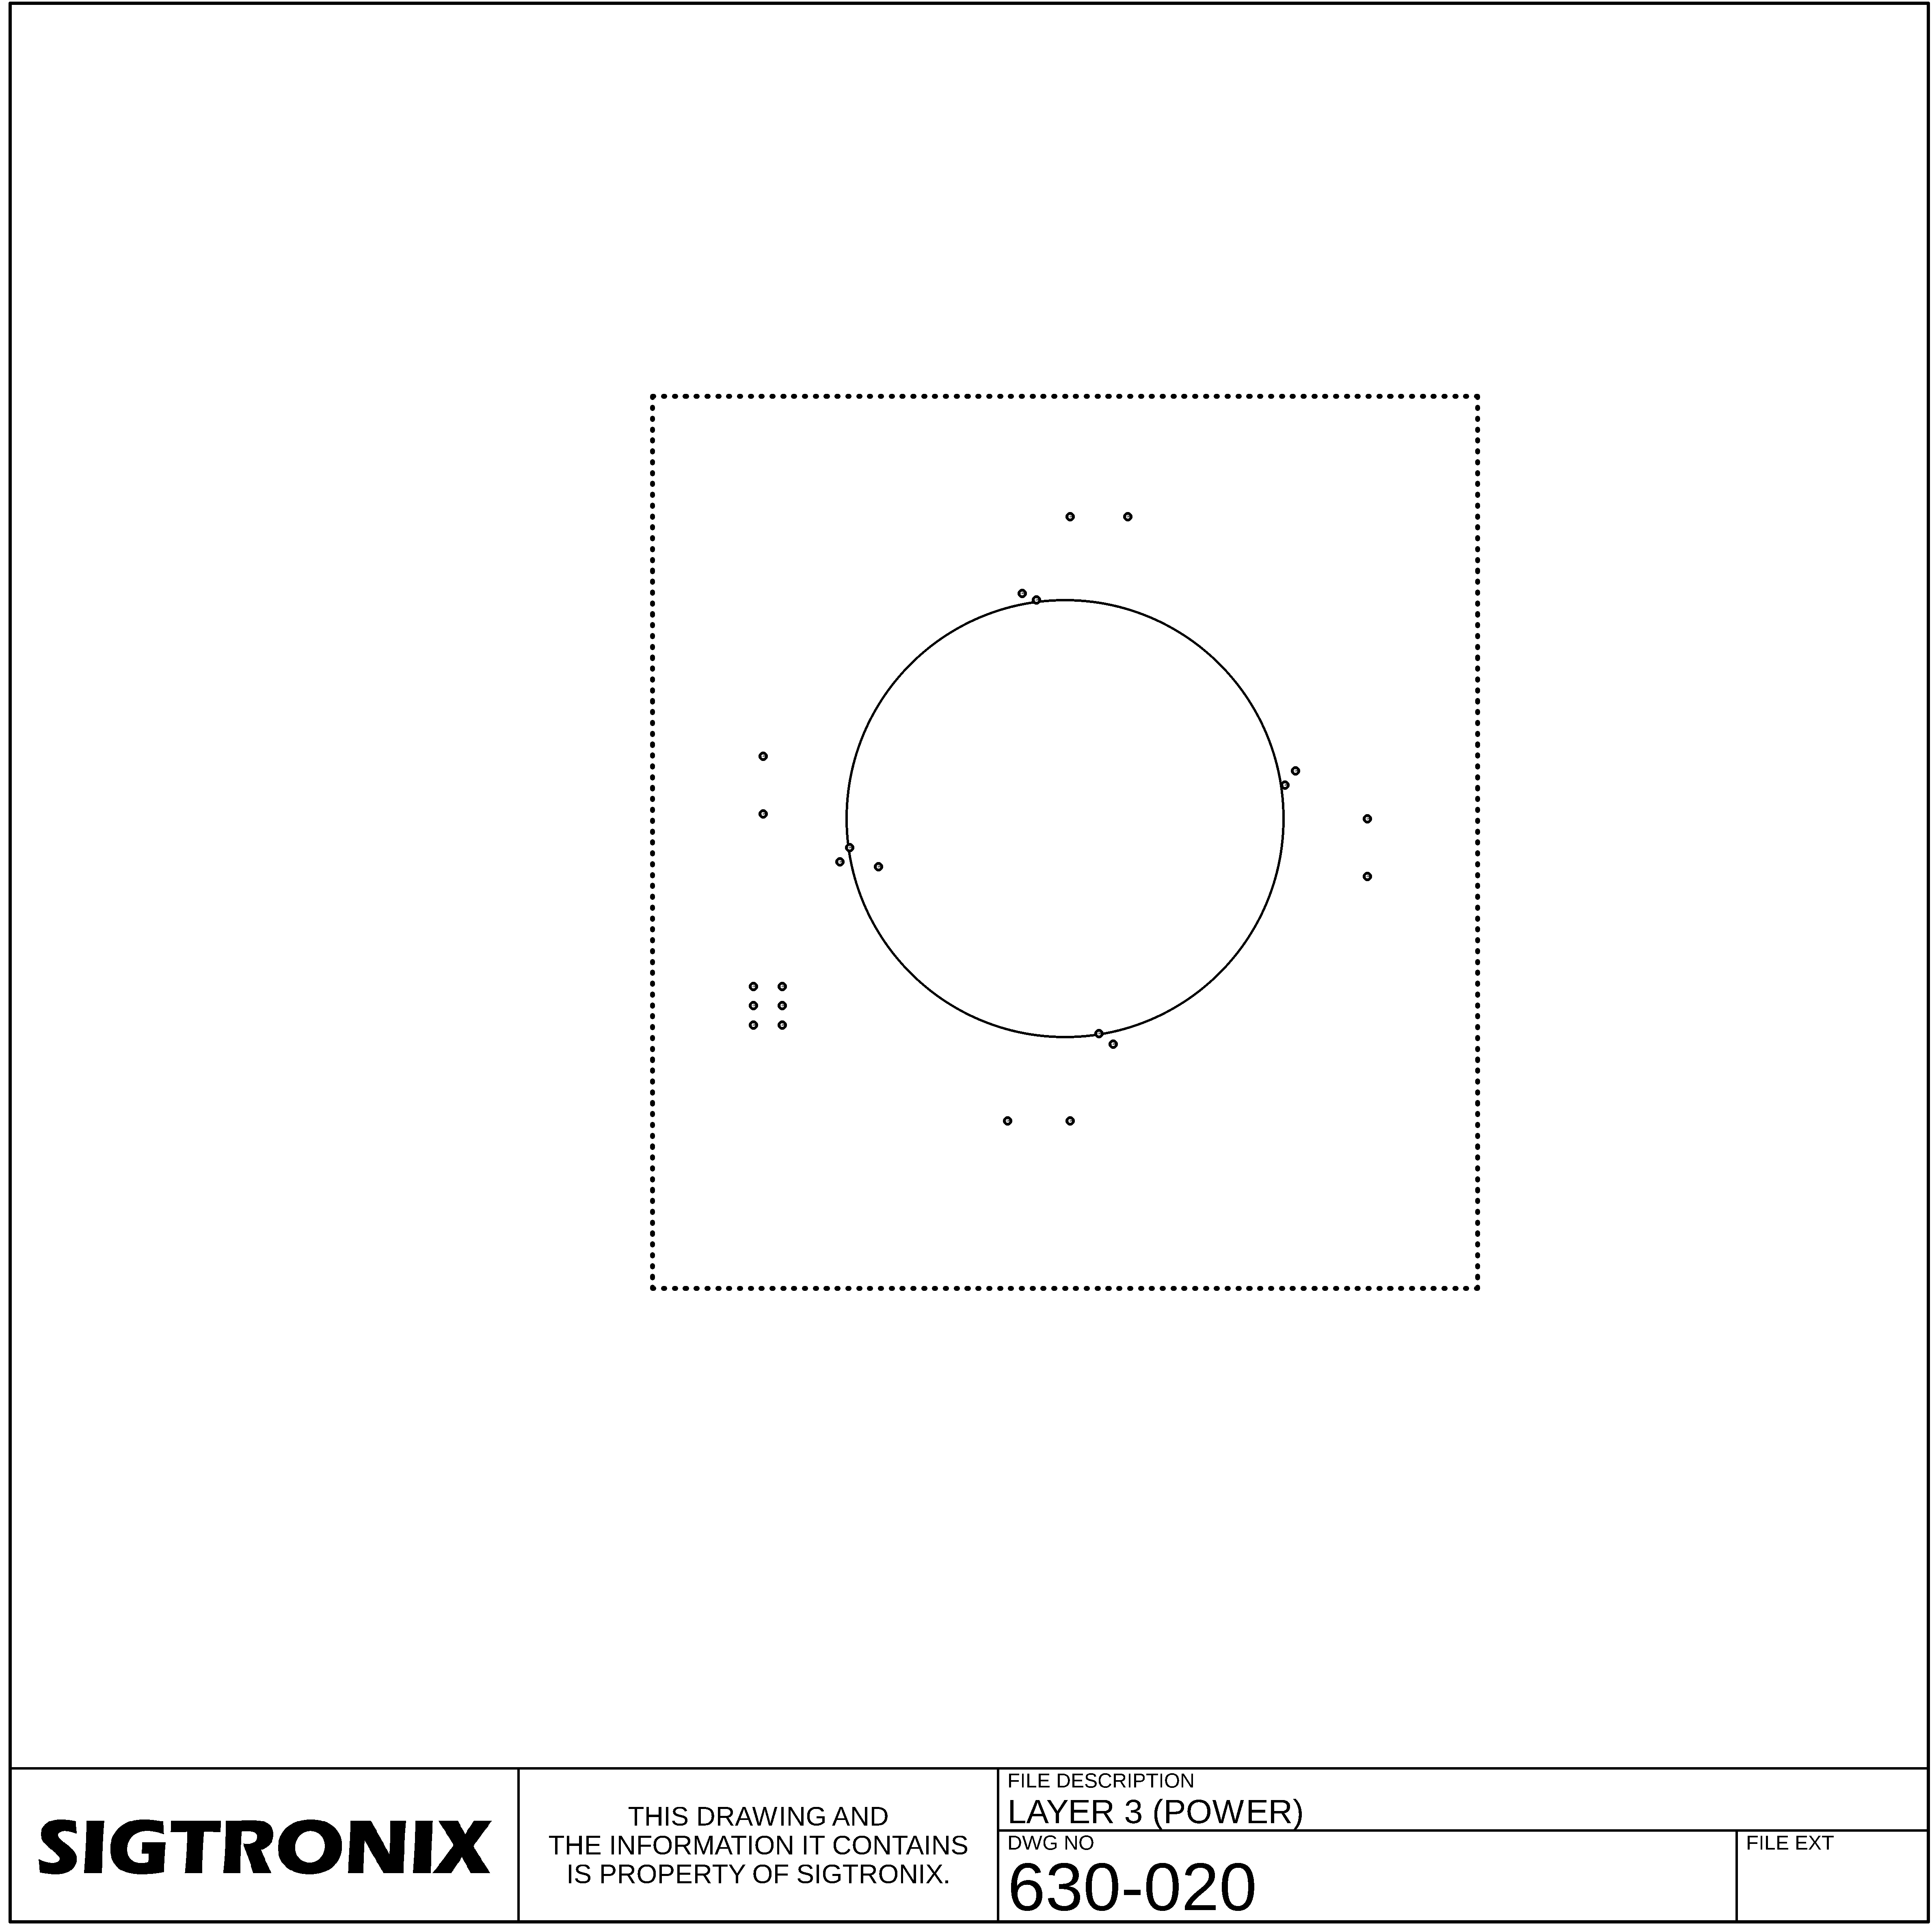 SIGTRONIX
THIS DRAWING AND
THE INFORMATION IT CONTAINS
IS PROPERTY OF SIGTRONIX.
FILE DESCRIPTION
LAYER 3 (POWER)
DWG NO
630-020
FILE EXT